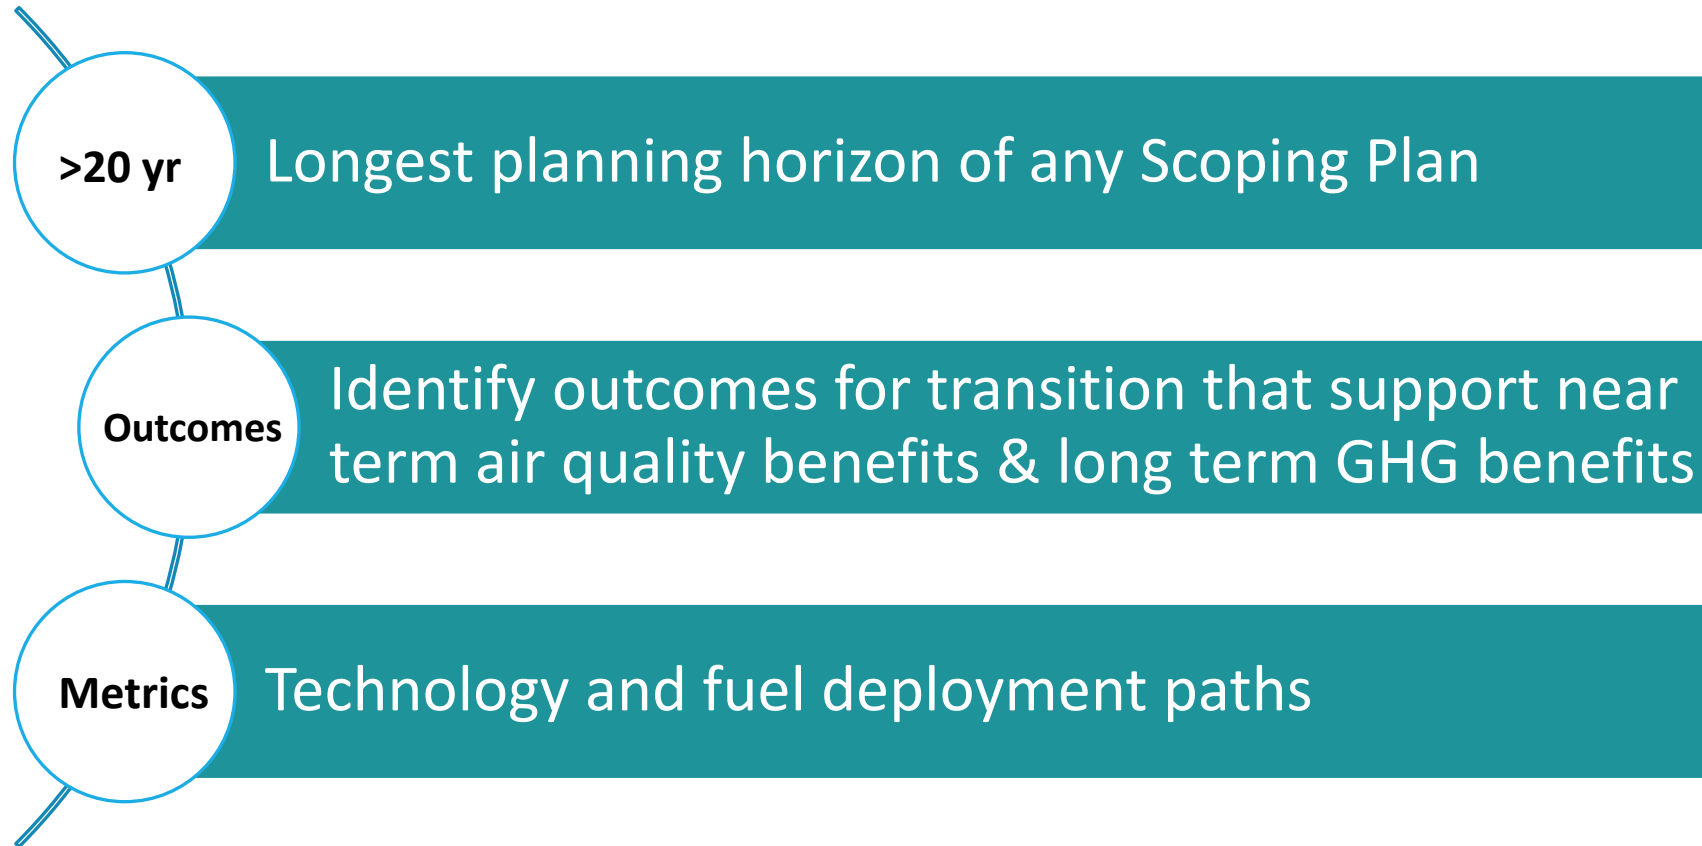 >20 yr
Longest planning horizon of any Scoping Plan
Outcomes
Identify outcomes for transition that support near
term air quality benefits & long term GHG benefits
Metrics
Technology and fuel deployment paths